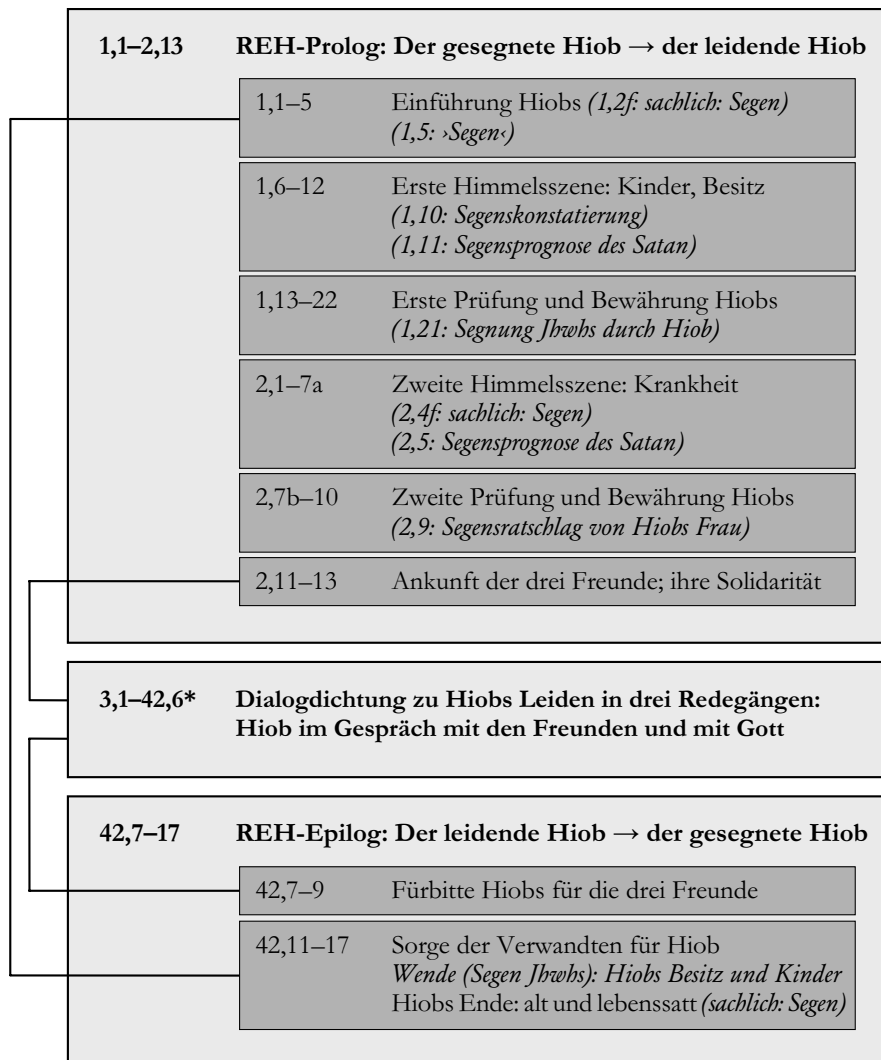 1,1–2,13 REH-Prolog: Der gesegnete Hiob → der leidende Hiob
1,1–5 Einführung Hiobs (1,2f: sachlich: Segen)
(1,5: ›Segen‹)
1,6–12 Erste Himmelsszene: Kinder, Besitz
(1,10: Segenskonstatierung)
(1,11: Segensprognose des Satan)
1,13–22 Erste Prüfung und Bewährung Hiobs
(1,21: Segnung Jhwhs durch Hiob)
2,1–7a Zweite Himmelsszene: Krankheit
(2,4f: sachlich: Segen)
(2,5: Segensprognose des Satan)
2,7b–10 Zweite Prüfung und Bewährung Hiobs
(2,9: Segensratschlag von Hiobs Frau)
2,11–13 Ankunft der drei Freunde; ihre Solidarität
3,1–42,6* Dialogdichtung zu Hiobs Leiden in drei Redegängen:
Hiob im Gespräch mit den Freunden und mit Gott
42,7–17 REH-Epilog: Der leidende Hiob → der gesegnete Hiob
42,7–9 Fürbitte Hiobs für die drei Freunde
42,11–17 Sorge der Verwandten für Hiob
Wende (Segen Jhwhs): Hiobs Besitz und Kinder
Hiobs Ende: alt und lebenssatt (sachlich: Segen)